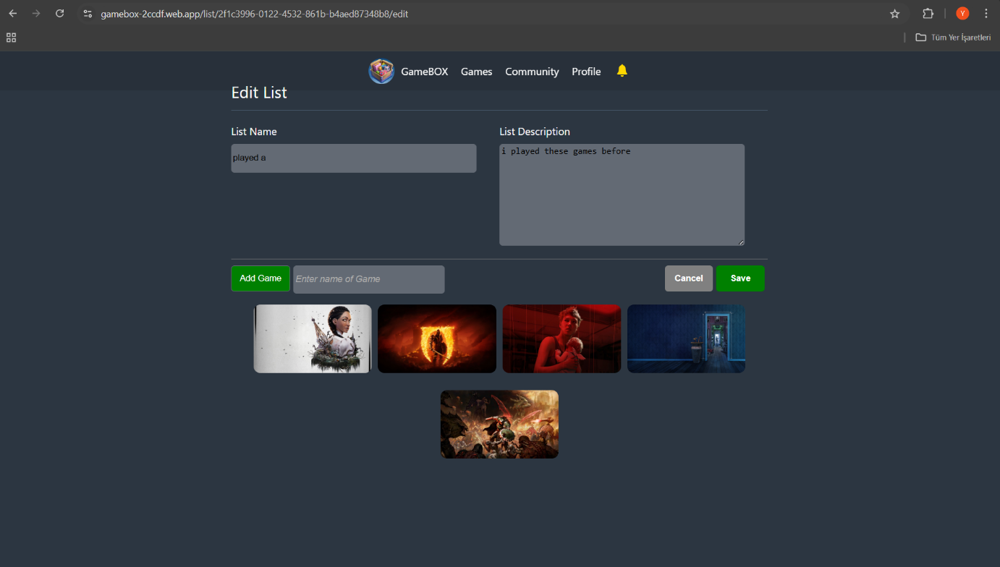 gamebox-2ccdf.web.app/list/2f1c3996-0122-4532-861b-b4aed87348b8/edit
Y
Tüm Yer İşaretleri
GameBOX Games Community Profile
Edit List
List Name List Description
played a
i played these games before
Add Game Enter name of Game Cancel Save